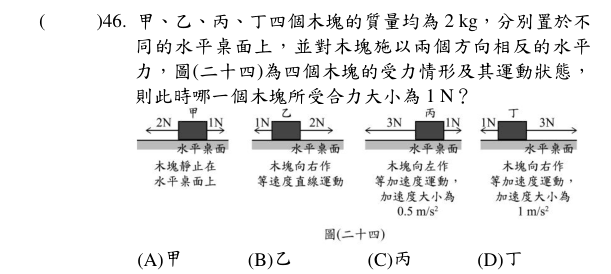 (　　)46. 甲、乙、丙、丁四個木塊的質量均為 2 kg，分別置於不
同的水平桌面上，並對木塊施以兩個方向相反的水平
力，圖(二十四)為四個木塊的受力情形及其運動狀態，
則此時哪一個木塊所受合力大小為 1 N？
甲 乙 丙 丁
2N 1N 1N 2N 3N 1N 1N 3N
水平桌面 水平桌面 水平桌面 水平桌面
木塊靜止在 木塊向右作 木塊向左作 木塊向右作
水平桌面上 等速度直線運動 等加速度運動， 等加速度運動，
加速度大小為 加速度大小為
0.5 m/s² 1 m/s²
圖(二十四)
(A)甲 (B)乙 (C)丙 (D)丁